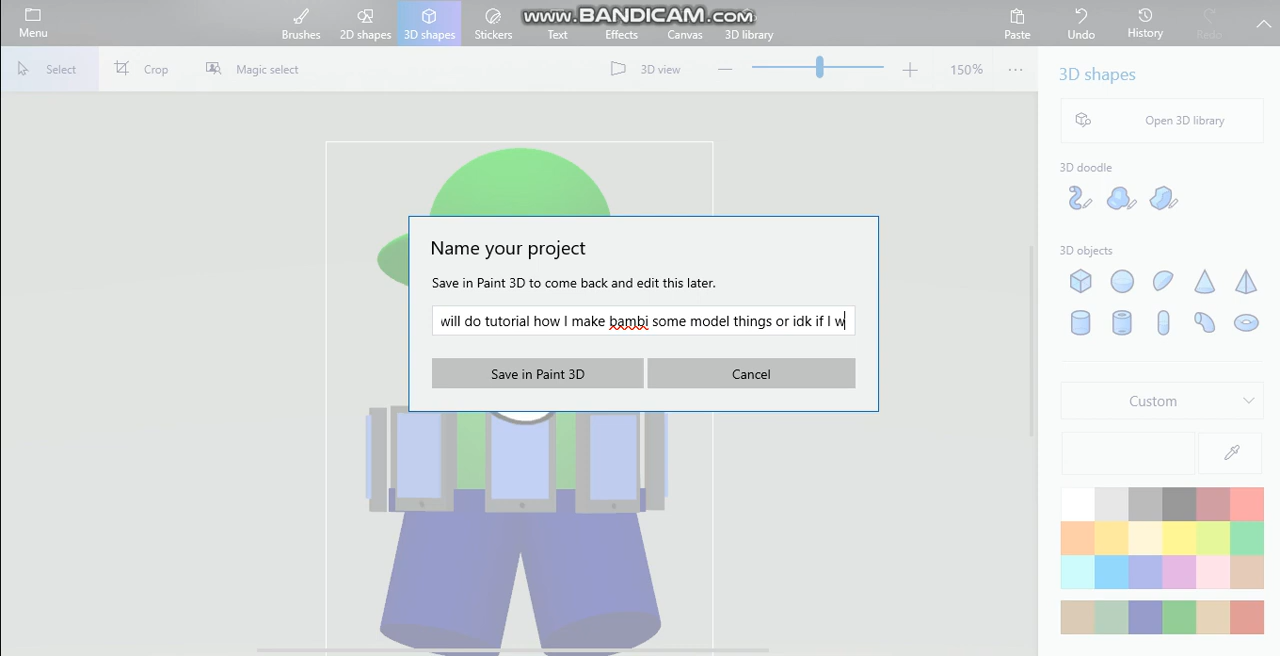 www.BANDICAM.com
Menu
Brushes
2D shapes
3D shapes
Stickers
Text
Effects
Canvas
3D library
Paste
Undo
History
Redo
Select
Crop
Magic select
3D view
150%
3D shapes
Open 3D library
3D doodle
3D objects
Custom
Name your project
Save in Paint 3D to come back and edit this later.
will do tutorial how I make bambi some model things or idk if I w
Save in Paint 3D
Cancel